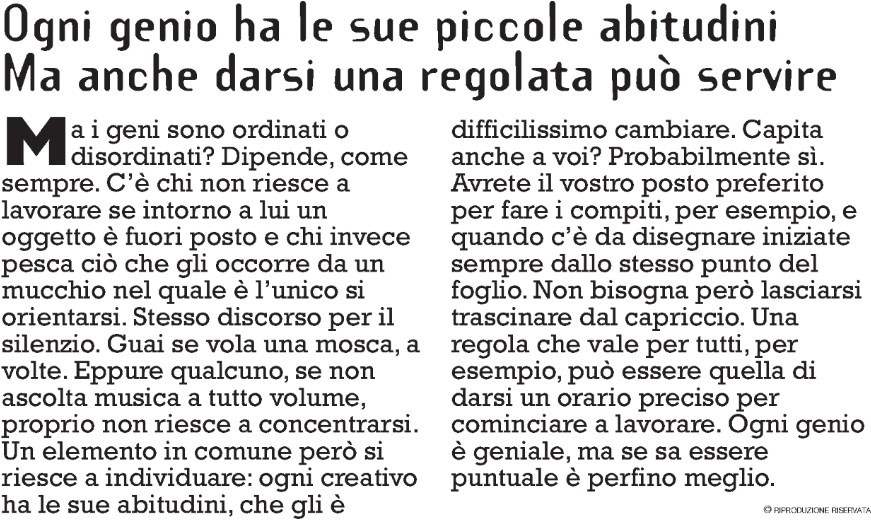 Ogni genio ha le sue piccole abitudini
Ma anche darsi una regolata può servire
Ma i geni sono ordinati o
disordinati? Dipende, come
sempre. C'è chi non riesce a
lavorare se intorno a lui un
oggetto è fuori posto e chi invece
pesca ciò che gli occorre da un
mucchio nel quale è l'unico si
orientarsi. Stesso discorso per il
silenzio. Guai se vola una mosca, a
volte. Eppure qualcuno, se non
ascolta musica a tutto volume,
proprio non riesce a concentrarsi.
Un elemento in comune però si
riesce a individuare: ogni creativo
ha le sue abitudini, che gli è
difficilissimo cambiare. Capita
anche a voi? Probabilmente sì.
Avrete il vostro posto preferito
per fare i compiti, per esempio, e
quando c'è da disegnare iniziate
sempre dallo stesso punto del
foglio. Non bisogna però lasciarsi
trascinare dal capriccio. Una
regola che vale per tutti, per
esempio, può essere quella di
darsi un orario preciso per
cominciare a lavorare. Ogni genio
è geniale, ma se sa essere
puntuale è perfino meglio.
© RIPRODUZIONE RISERVATA